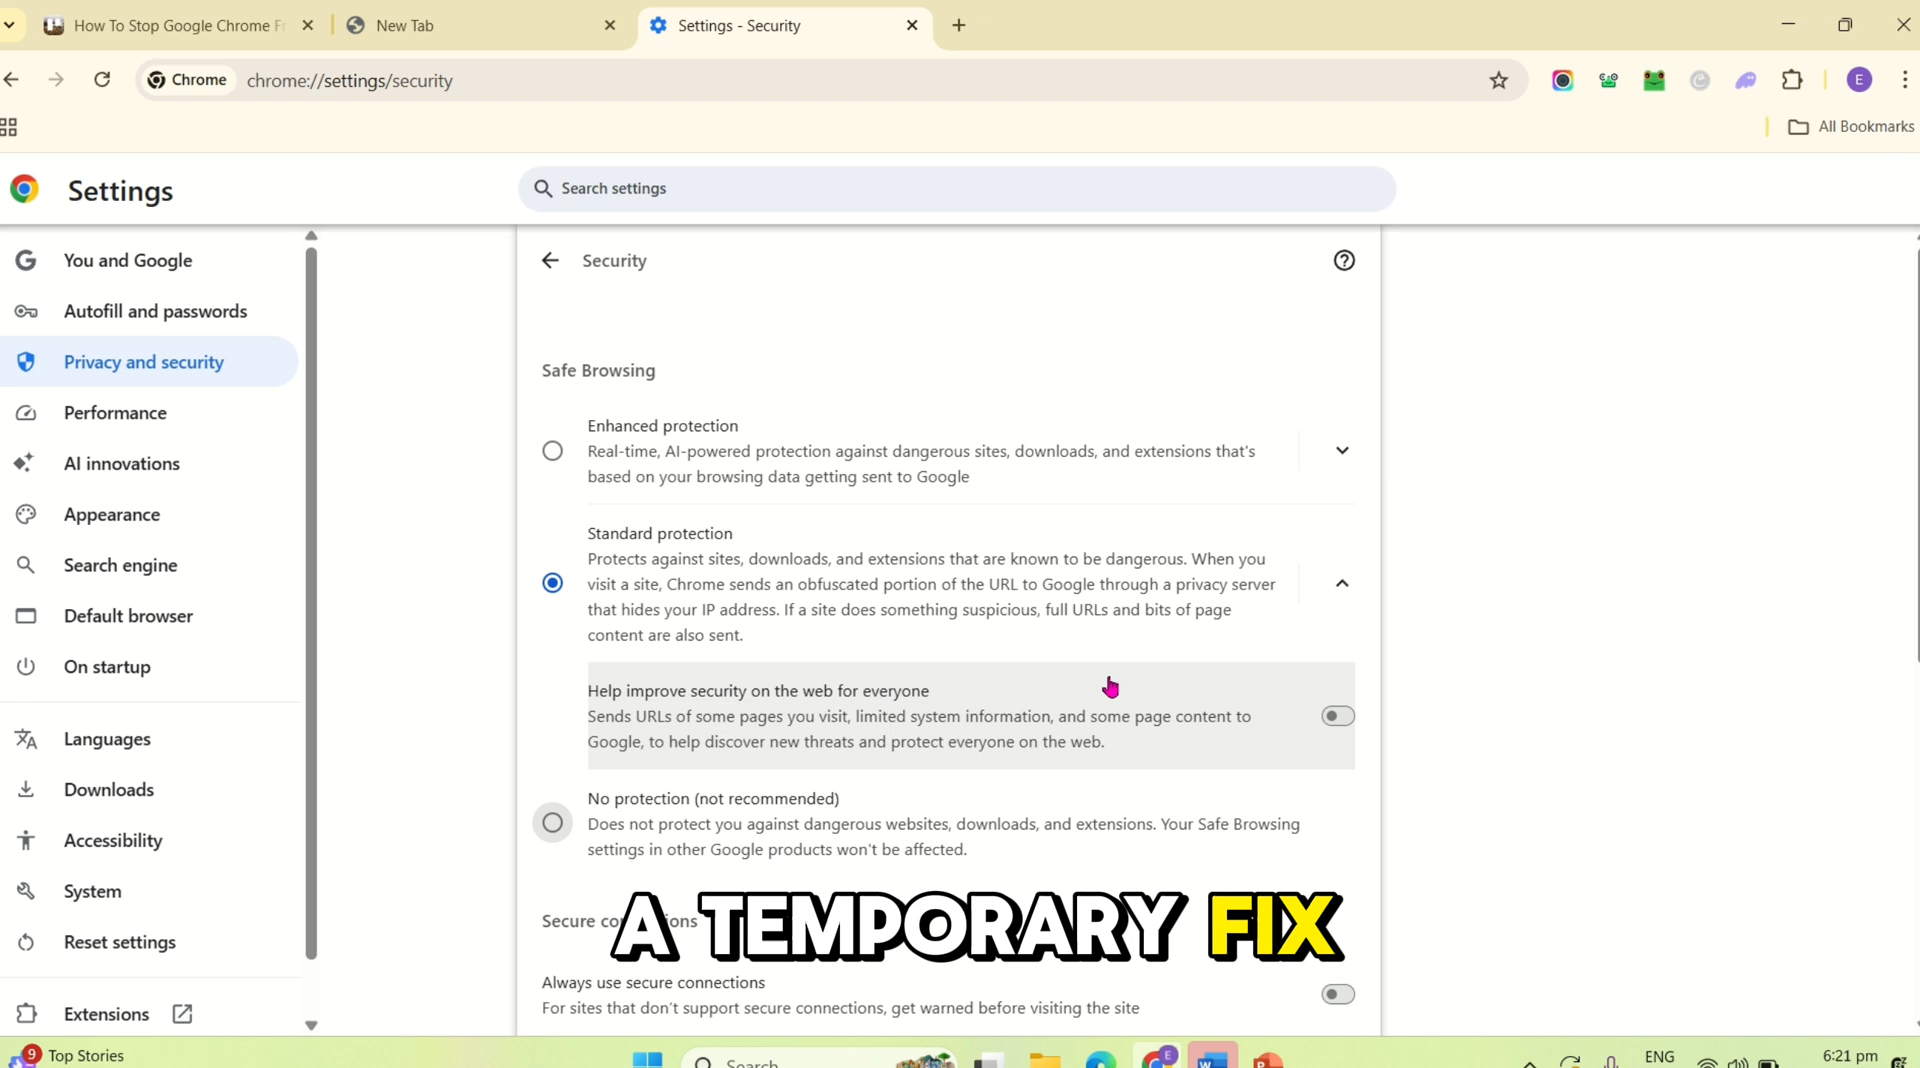 How To Stop Google Chrome Fr
New Tab
Settings - Security
Chrome
chrome://settings/security
E
All Bookmarks
Settings
Search settings
You and Google
Autofill and passwords
Privacy and security
Performance
AI innovations
Appearance
Search engine
Default browser
On startup
Languages
Downloads
Accessibility
System
Reset settings
Extensions
Security
Safe Browsing
Enhanced protection
Real-time, AI-powered protection against dangerous sites, downloads, and extensions that's
based on your browsing data getting sent to Google
Standard protection
Protects against sites, downloads, and extensions that are known to be dangerous. When you
visit a site, Chrome sends an obfuscated portion of the URL to Google through a privacy server
that hides your IP address. If a site does something suspicious, full URLs and bits of page
content are also sent.
Help improve security on the web for everyone
Sends URLs of some pages you visit, limited system information, and some page content to
Google, to help discover new threats and protect everyone on the web.
No protection (not recommended)
Does not protect you against dangerous websites, downloads, and extensions. Your Safe Browsing
settings in other Google products won't be affected.
Secure
A TEMPORARY FIX
Always use secure connections
For sites that don't support secure connections, get warned before visiting the site
9
Top Stories
Search
E
ENG
6:21 pm